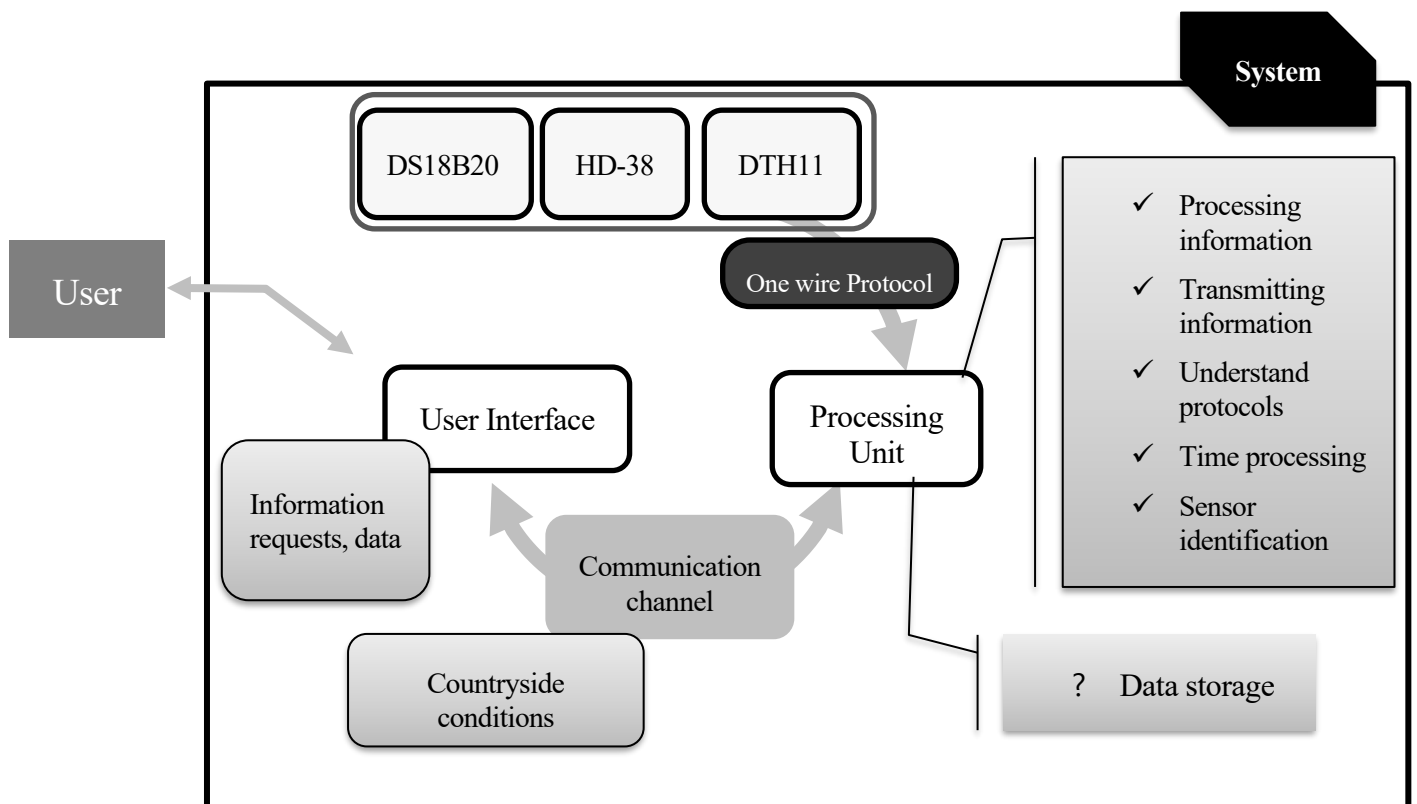 System
DS18B20
HD-38
DTH11
User
One wire Protocol
✓ Processing
information
✓ Transmitting
information
✓ Understand
protocols
✓ Time processing
✓ Sensor
identification
User Interface
Processing
Unit
Information
requests, data
Communication
channel
Countryside
conditions
? Data storage